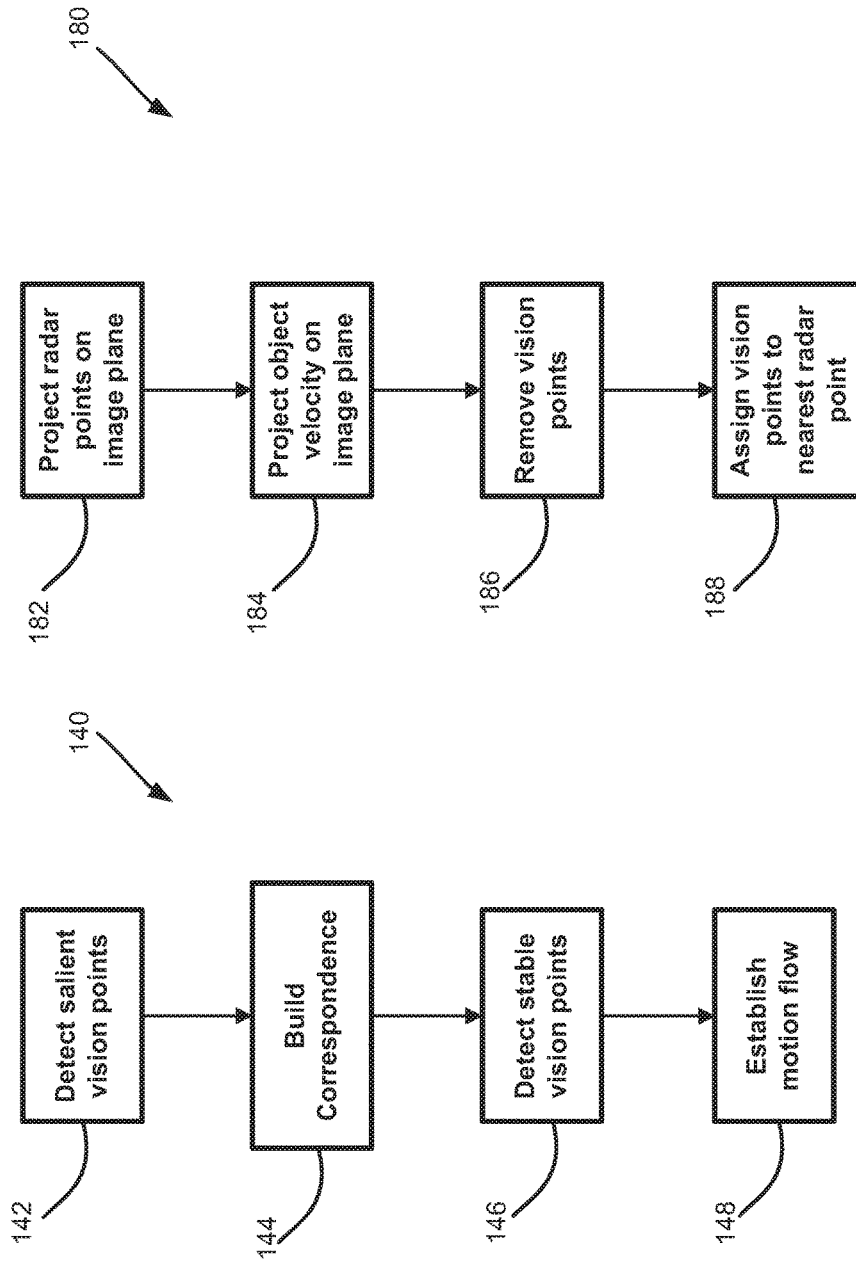 140
142
Detect salient
vision points
144
Build
Correspondence
146
Detect stable
vision points
148
Establish
motion flow
180
182
Project radar
points on
image plane
184
Project object
velocity on
image plane
186
Remove vision
points
188
Assign vision
points to
nearest radar
point